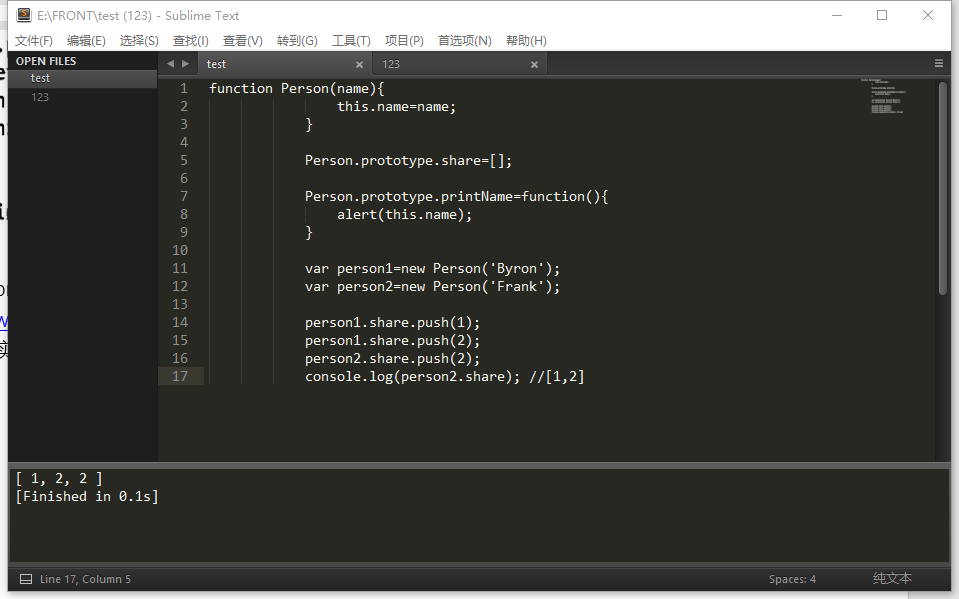 E:\FRONT\test (123) - Sublime Text
文件(F) 编辑(E) 选择(S) 查找(I) 查看(V) 转到(G) 工具(T) 项目(P) 首选项(N) 帮助(H)
OPEN FILES
test
123
test 123
1 function Person(name){
2 this.name=name;
3 }
4
5 Person.prototype.share=[];
6
7 Person.prototype.printName=function(){
8 alert(this.name);
9 }
10
11 var person1=new Person('Byron');
12 var person2=new Person('Frank');
13
14 person1.share.push(1);
15 person1.share.push(2);
16 person2.share.push(2);
17 console.log(person2.share); //[1,2]
[ 1, 2, 2 ]
[Finished in 0.1s]
Line 17, Column 5 Spaces: 4 纯文本